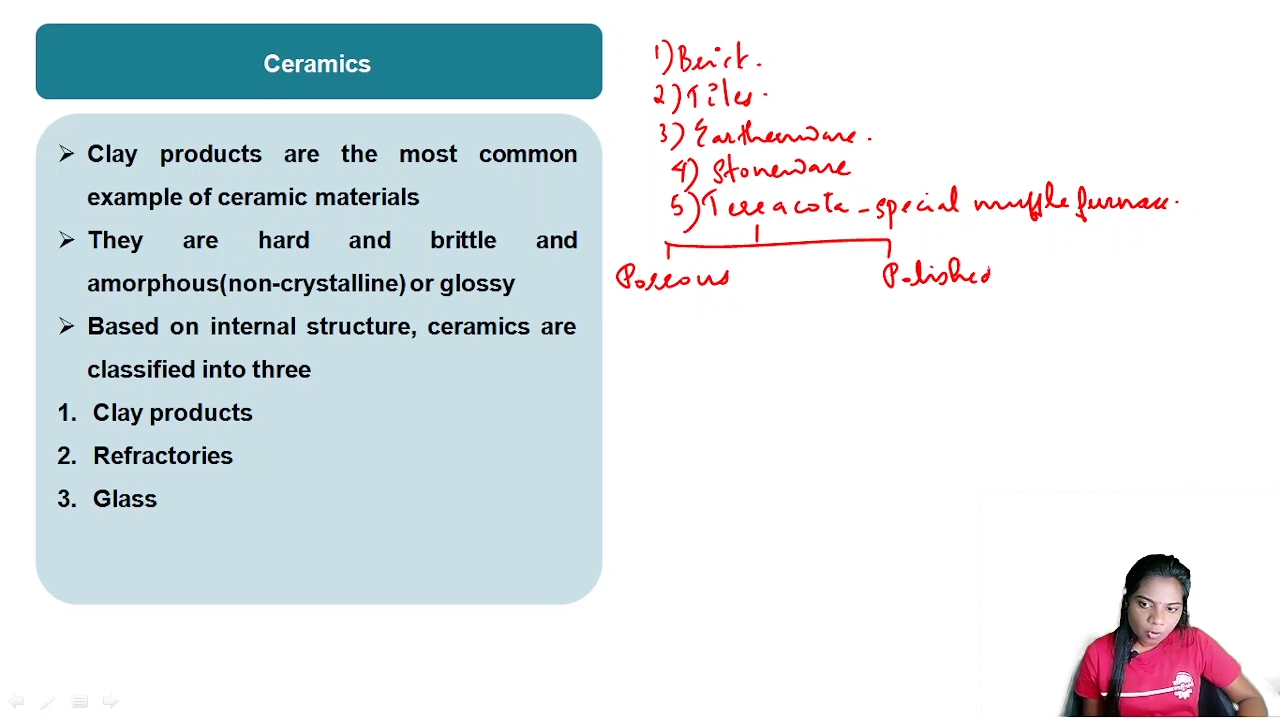 Ceramics
➢ Clay products are the most common
example of ceramic materials
➢ They are hard and brittle and
amorphous(non-crystalline) or glossy
➢ Based on internal structure, ceramics are
classified into three
1. Clay products
2. Refractories
3. Glass
1) Brick.
2) Tiles.
3) Earthenware.
4) Stoneware
5) Terracota - special muffle furnace.
Porrous
Polished